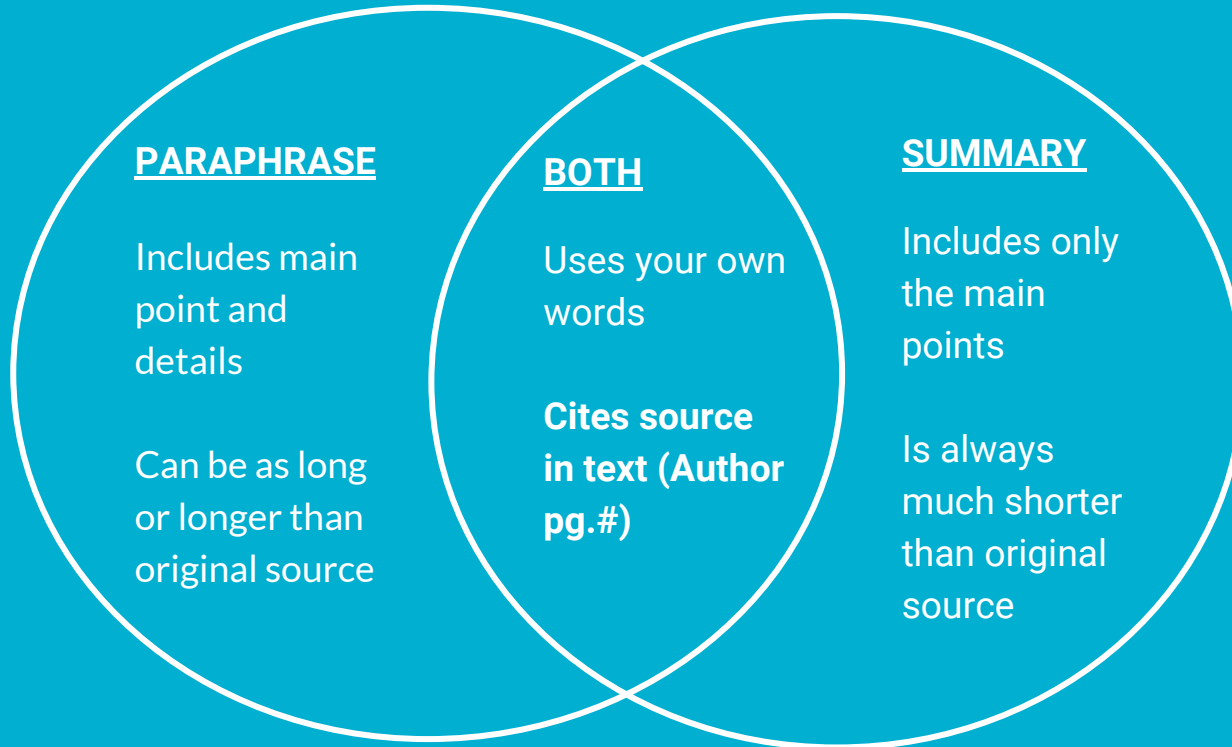 PARAPHRASE
Includes main
point and
details
Can be as long
or longer than
original source
BOTH
Uses your own
words
Cites source
in text (Author
pg.#)
SUMMARY
Includes only
the main
points
Is always
much shorter
than original
source